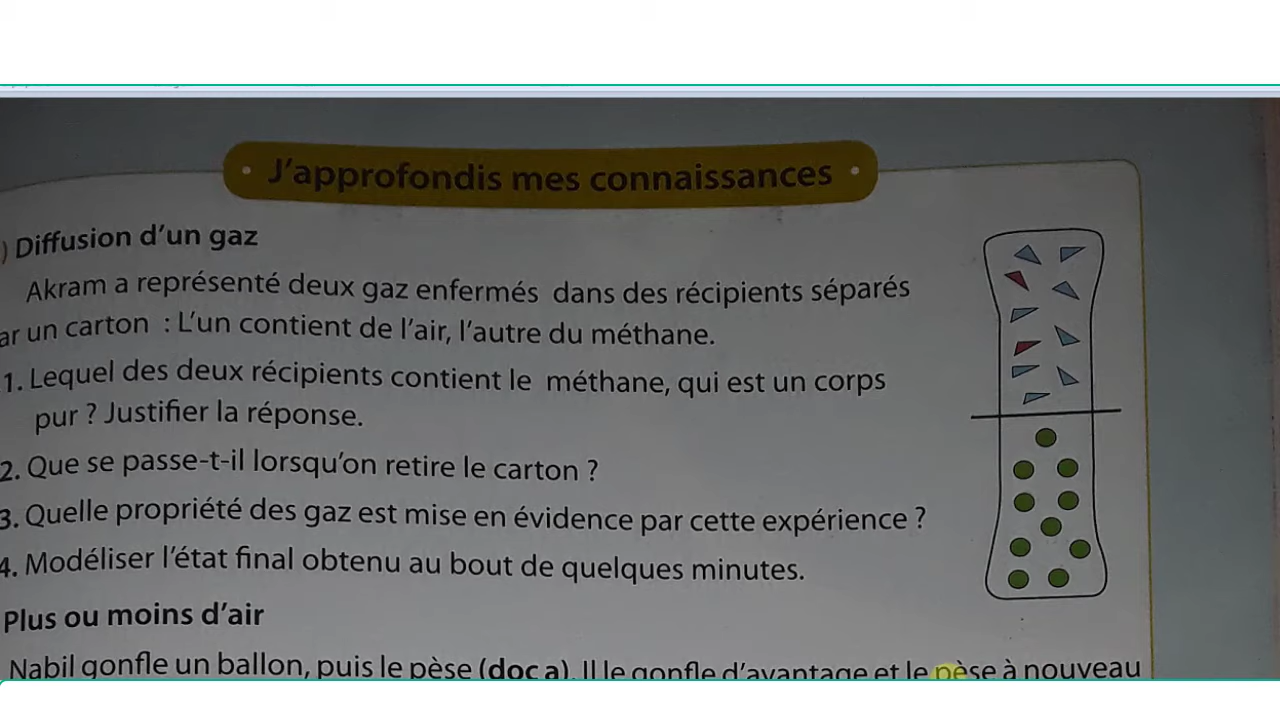 • J'approfondis mes connaissances •
) Diffusion d'un gaz
Akram a représenté deux gaz enfermés dans des récipients séparés
ar un carton : L'un contient de l'air, l'autre du méthane.
1. Lequel des deux récipients contient le méthane, qui est un corps
pur ? Justifier la réponse.
2. Que se passe-t-il lorsqu'on retire le carton ?
3. Quelle propriété des gaz est mise en évidence par cette expérience ?
4. Modéliser l'état final obtenu au bout de quelques minutes.
Plus ou moins d'air
Nabil gonfle un ballon, puis le pèse (doc a). Il le gonfle d'avantage et le pèse à nouveau